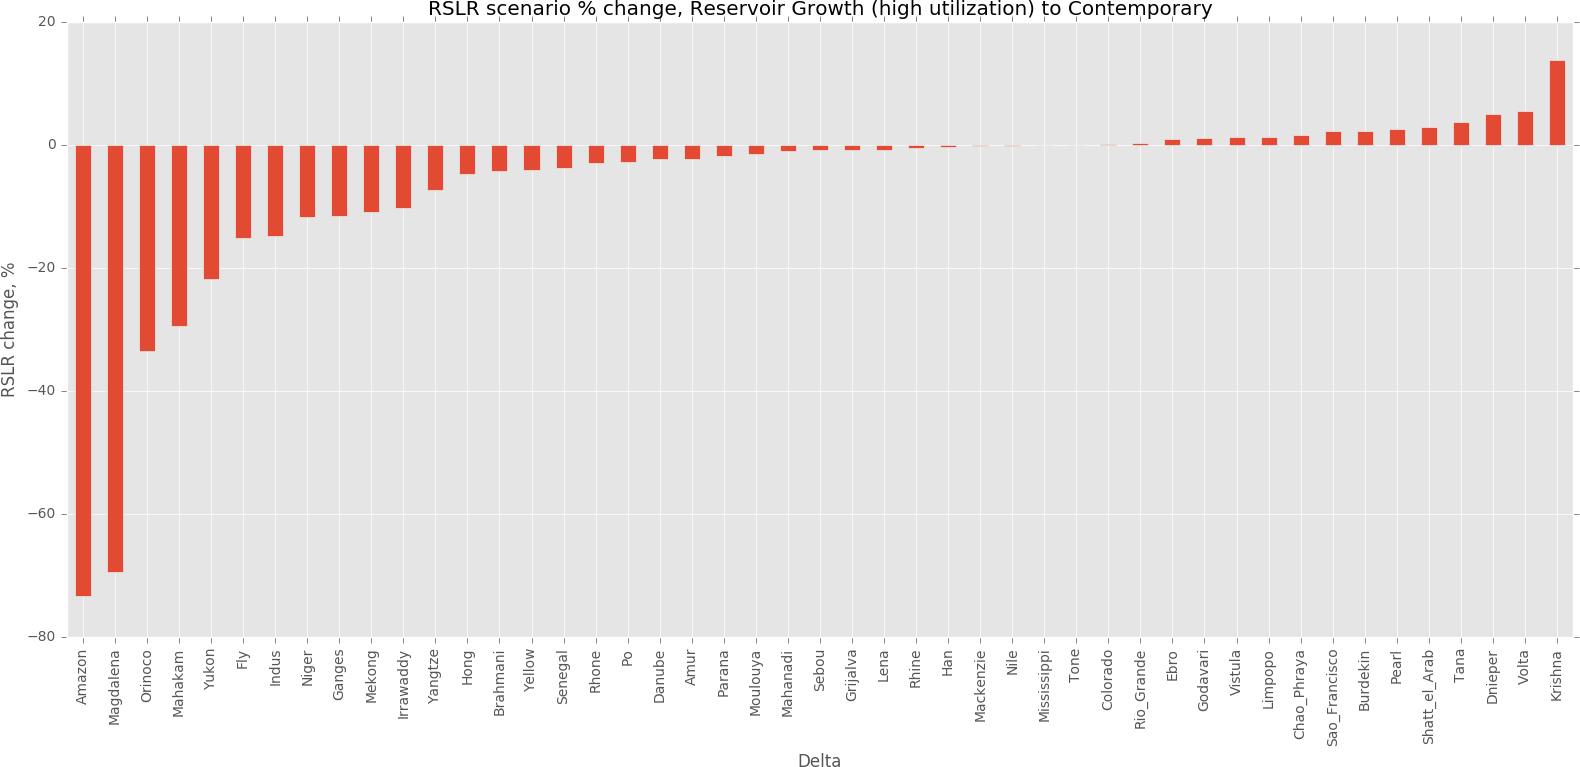 RSLR scenario % change, Reservoir Growth (high utilization) to Contemporary
RSLR change, %
20
0
−20
−40
−60
−80
Amazon
Magdalena
Orinoco
Mahakam
Yukon
Fly
Indus
Niger
Ganges
Mekong
Irrawaddy
Yangtze
Hong
Brahmani
Yellow
Senegal
Rhone
Po
Danube
Amur
Parana
Moulouya
Mahanadi
Sebou
Grijalva
Lena
Rhine
Han
Mackenzie
Nile
Mississippi
Tone
Colorado
Rio_Grande
Ebro
Godavari
Vistula
Limpopo
Chao_Phraya
Sao_Francisco
Burdekin
Pearl
Shatt_el_Arab
Tana
Dnieper
Volta
Krishna
Delta